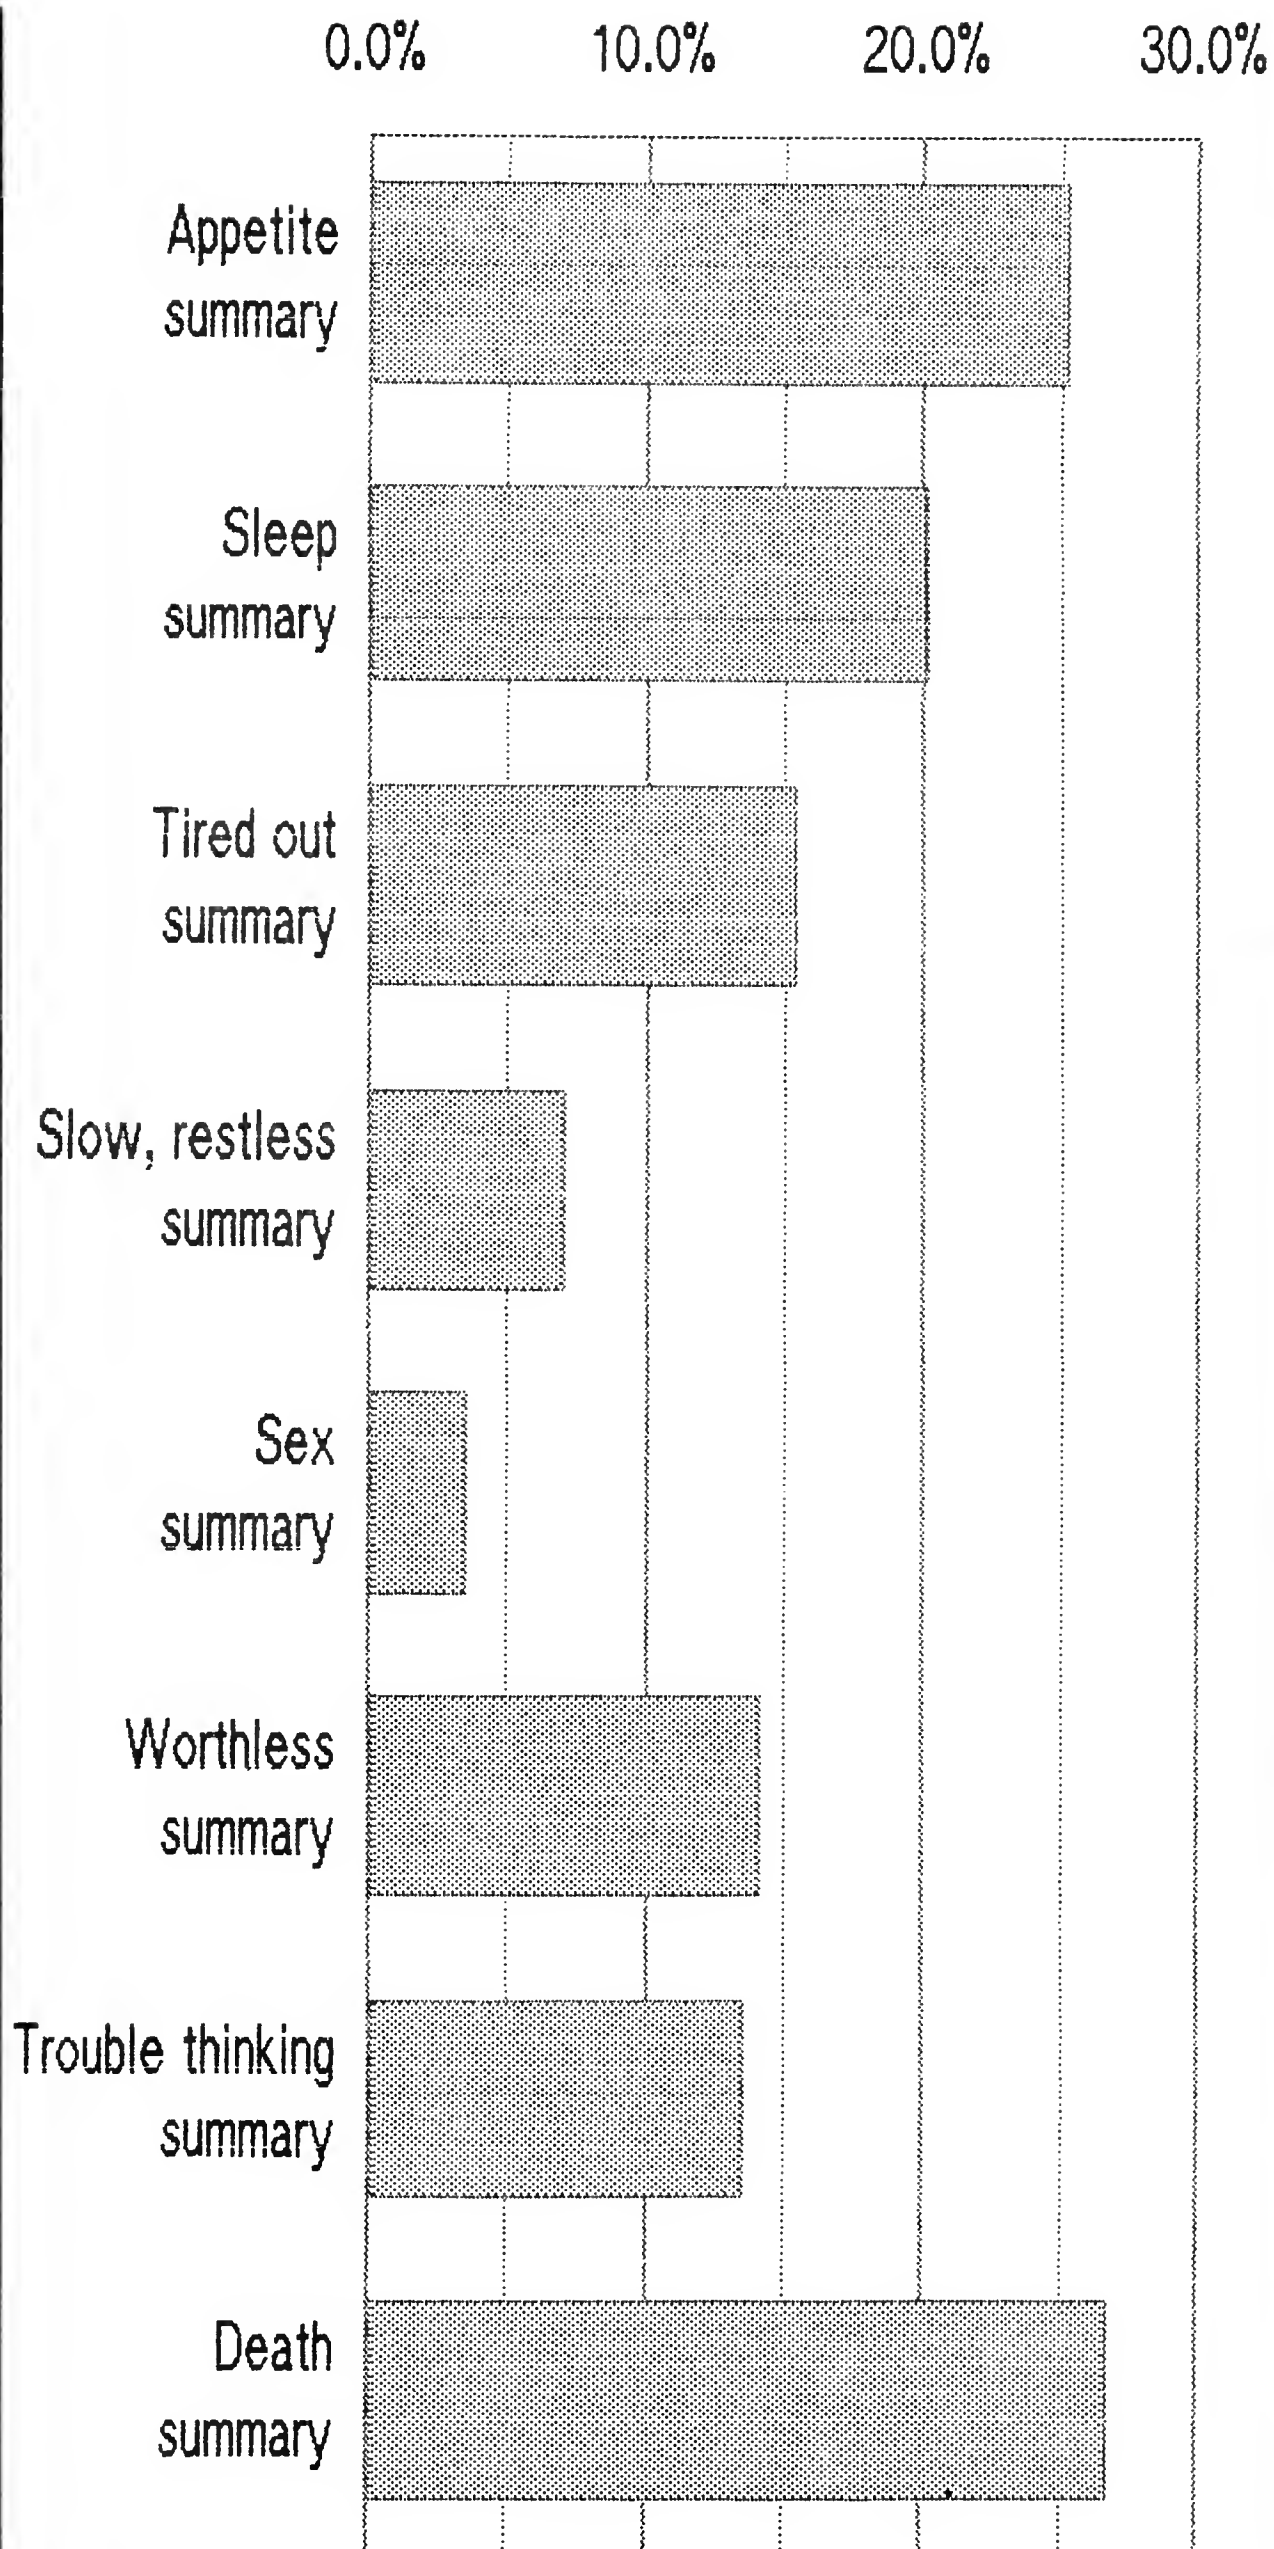 0.0% 10.0% 20.0% 30.0%
Appetite
summary
Sleep
summary
Tired out
summary
Slow, restless
summary
Sex
summary
Worthless
summary
Trouble thinking
summary
Death
summary